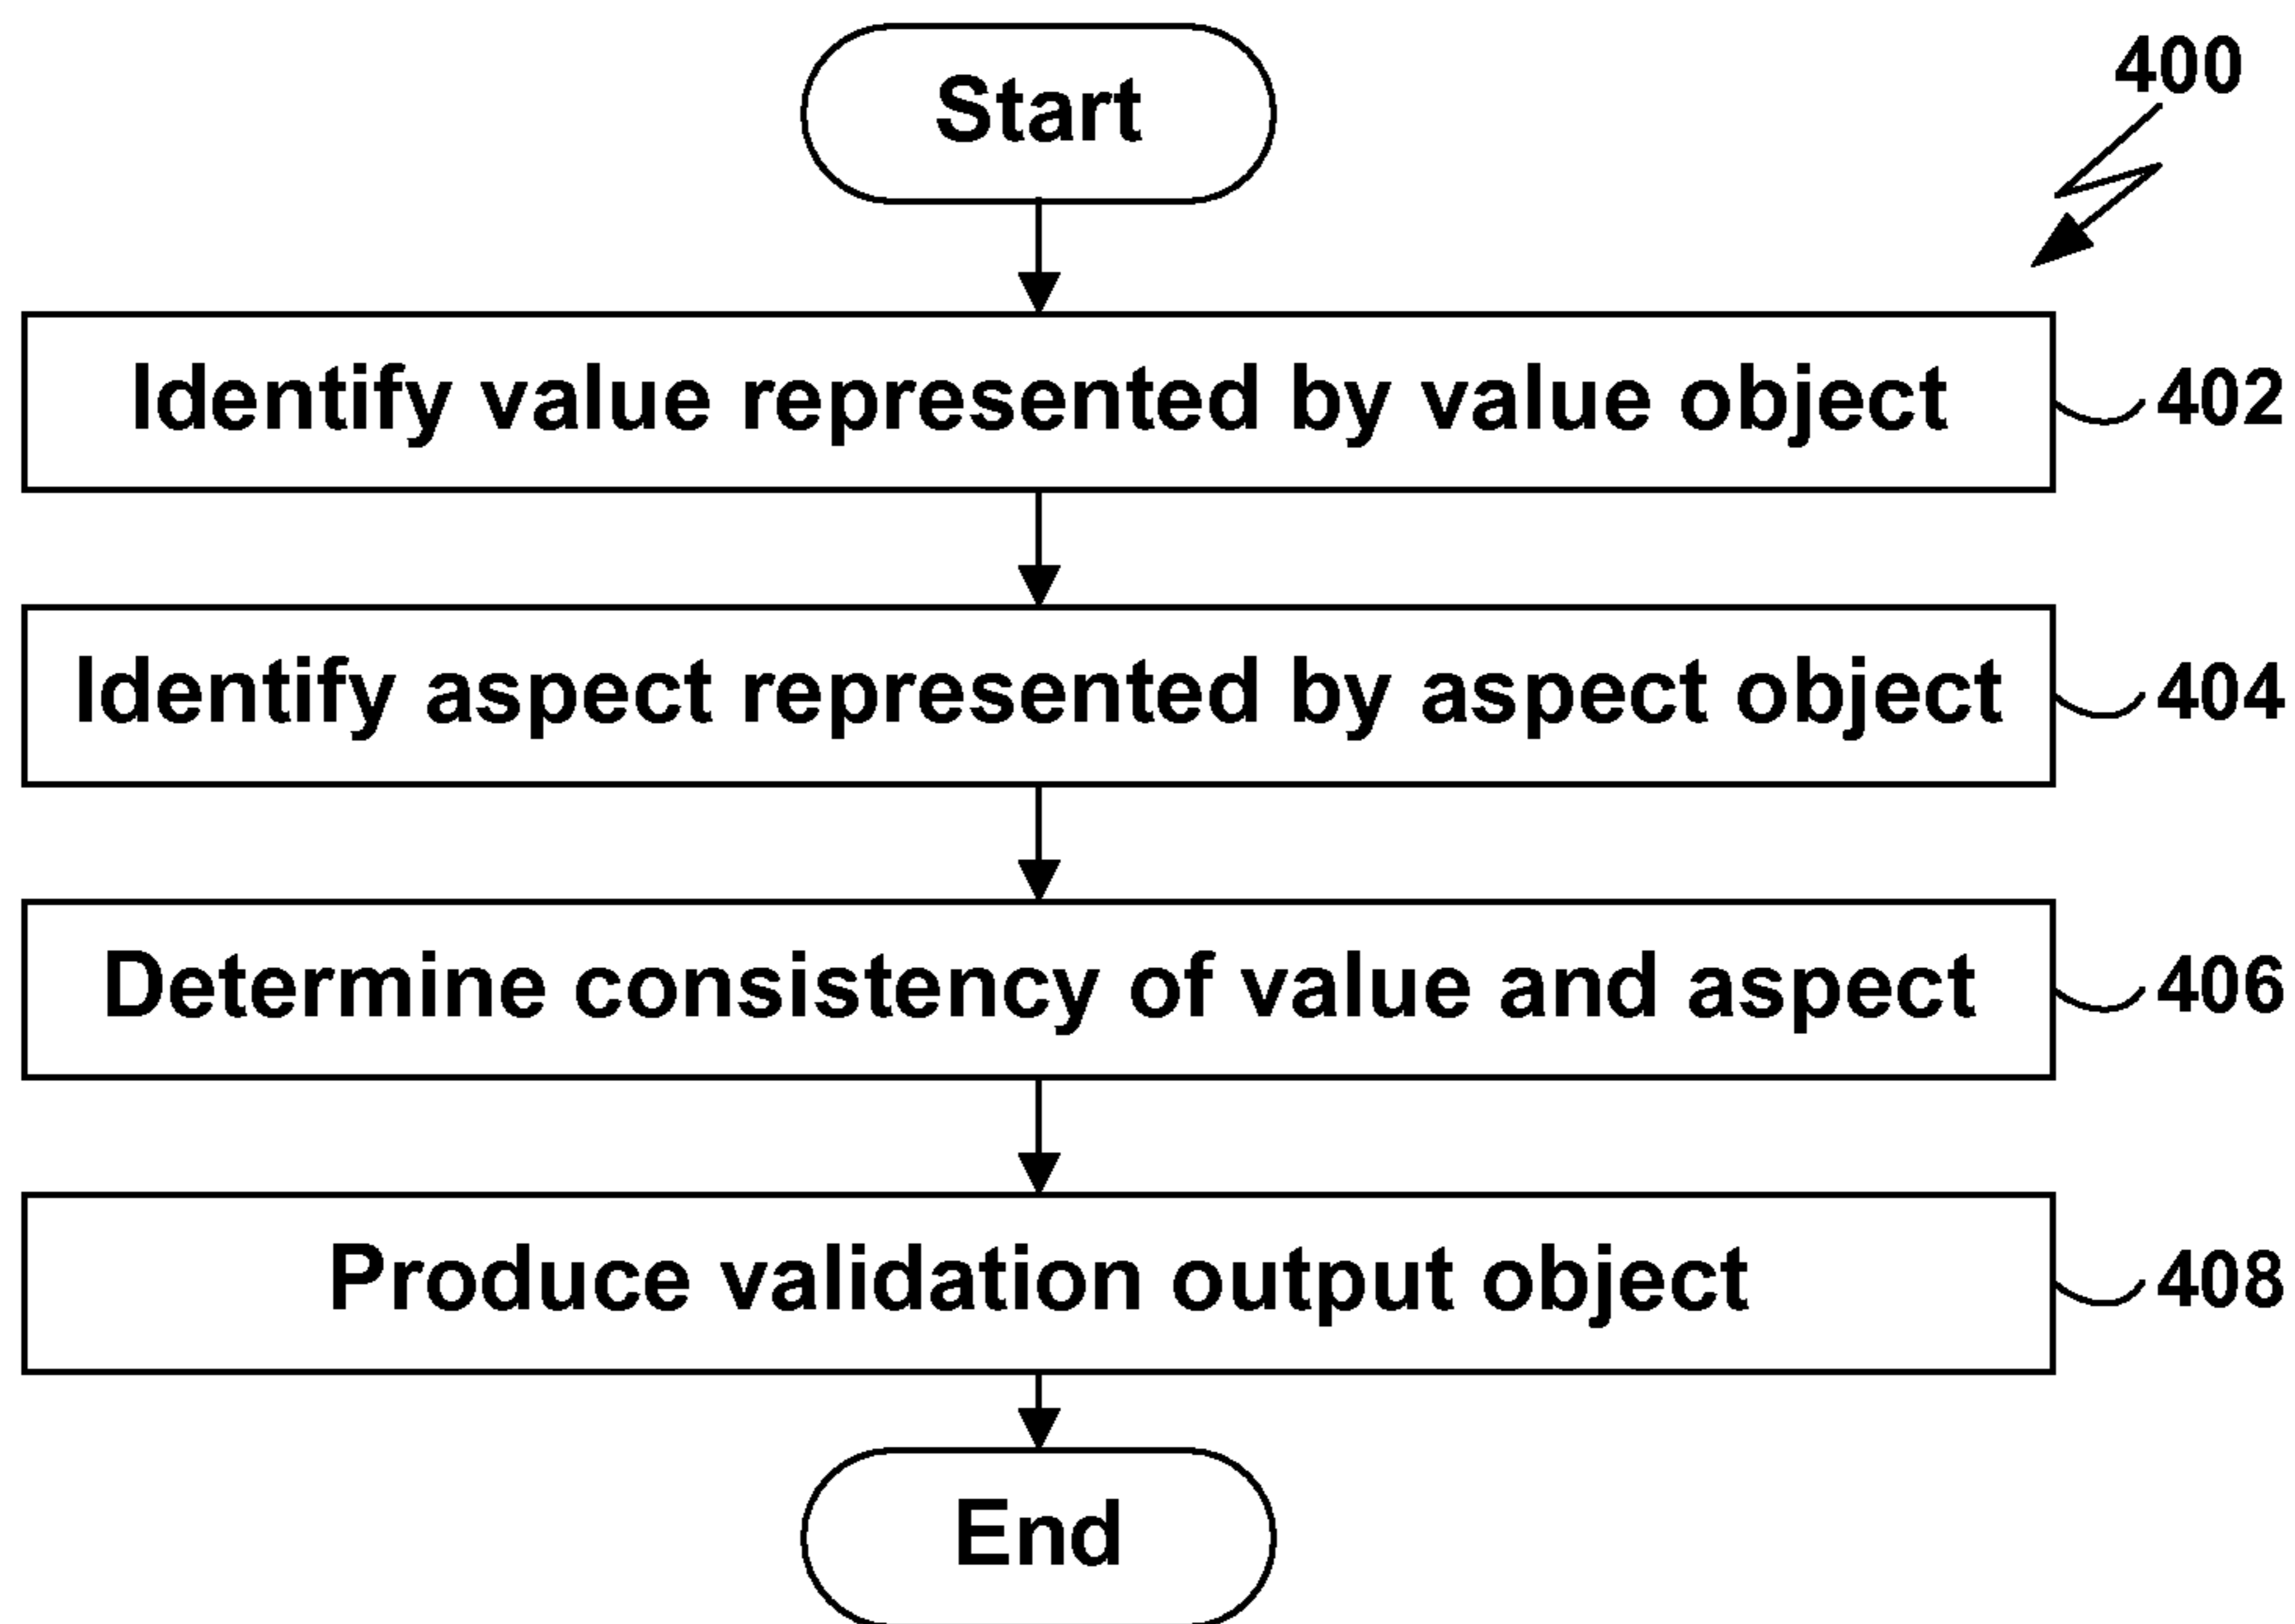 Start
400
Identify value represented by value object
402
Identify aspect represented by aspect object
404
Determine consistency of value and aspect
406
Produce validation output object
408
End